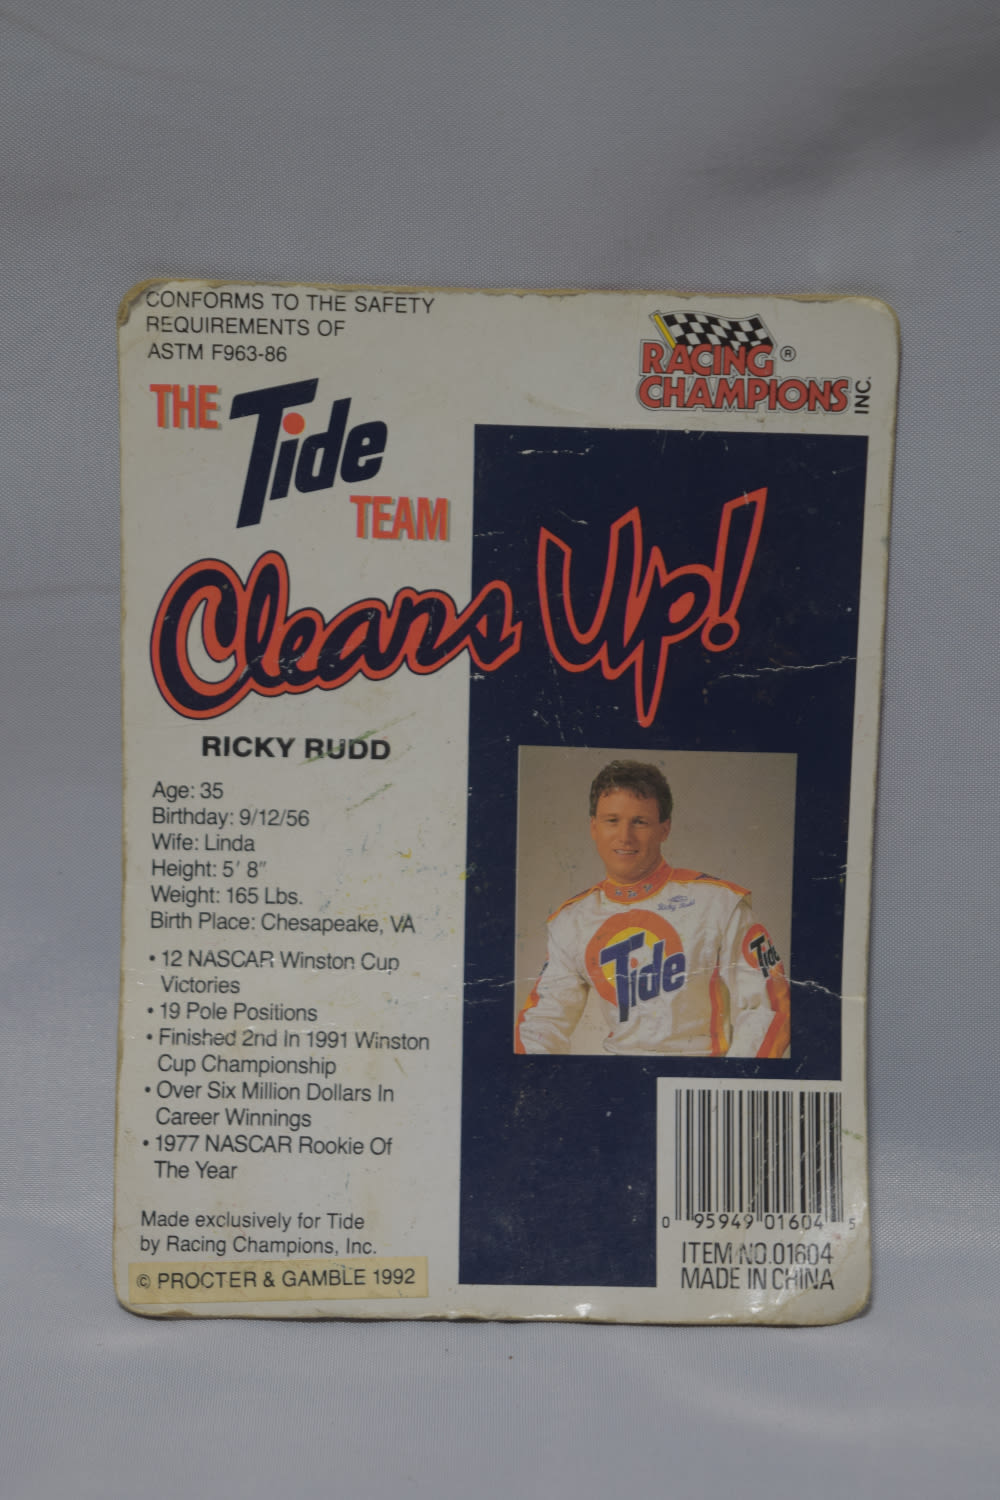 CONFORMS TO THE SAFETY
REQUIREMENTS OF
ASTM F963-86
RACING ®
CHAMPIONS INC.
THE Tide
TEAM
Cleans Up!
RICKY RUDD
Age: 35
Birthday: 9/12/56
Wife: Linda
Height: 5' 8"
Weight: 165 Lbs.
Birth Place: Chesapeake, VA
• 12 NASCAR Winston Cup
Victories
• 19 Pole Positions
• Finished 2nd In 1991 Winston
Cup Championship
• Over Six Million Dollars In
Career Winnings
• 1977 NASCAR Rookie Of
The Year
Made exclusively for Tide
by Racing Champions, Inc.
© PROCTER & GAMBLE 1992
Ricky Rudd
Tide
Tide
0 95949 01604 5
ITEM NO.01604
MADE IN CHINA